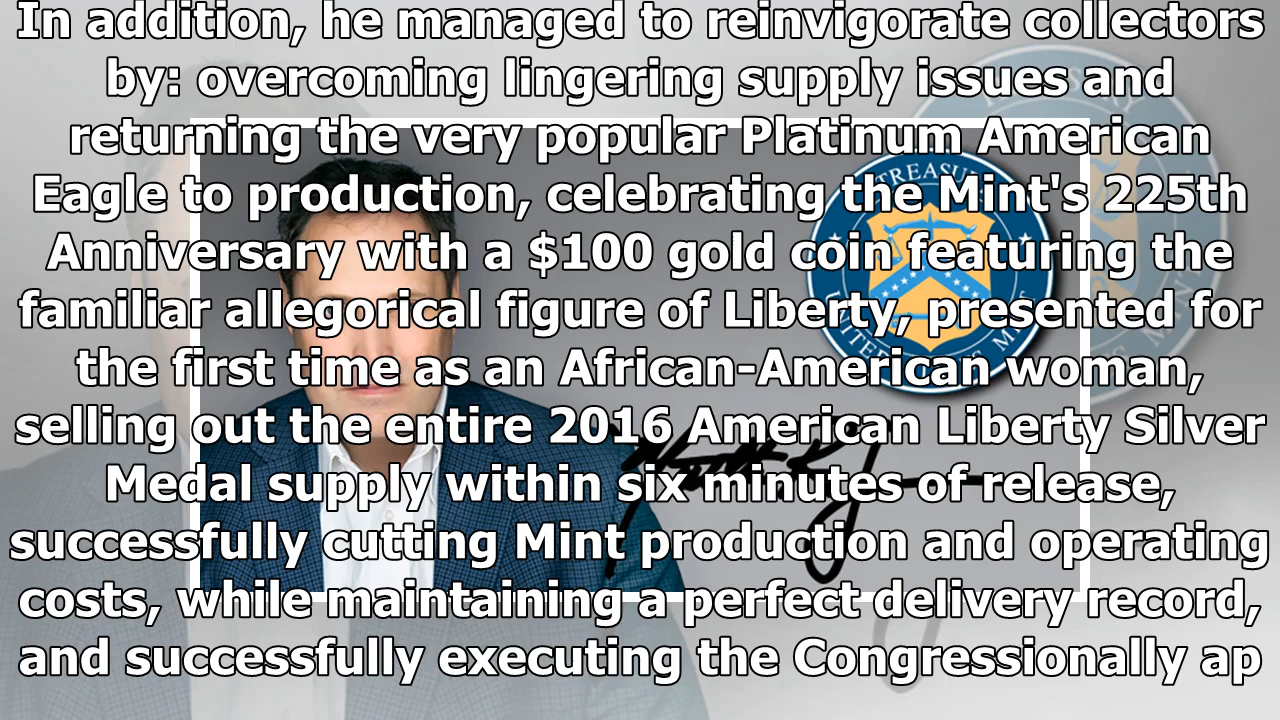 In addition, he managed to reinvigorate collectors
by: overcoming lingering supply issues and
returning the very popular Platinum American
Eagle to production, celebrating the Mint's 225th
Anniversary with a $100 gold coin featuring the
familiar allegorical figure of Liberty, presented for
the first time as an African-American woman,
selling out the entire 2016 American Liberty Silver
Medal supply within six minutes of release,
successfully cutting Mint production and operating
costs, while maintaining a perfect delivery record,
and successfully executing the Congressionally ap